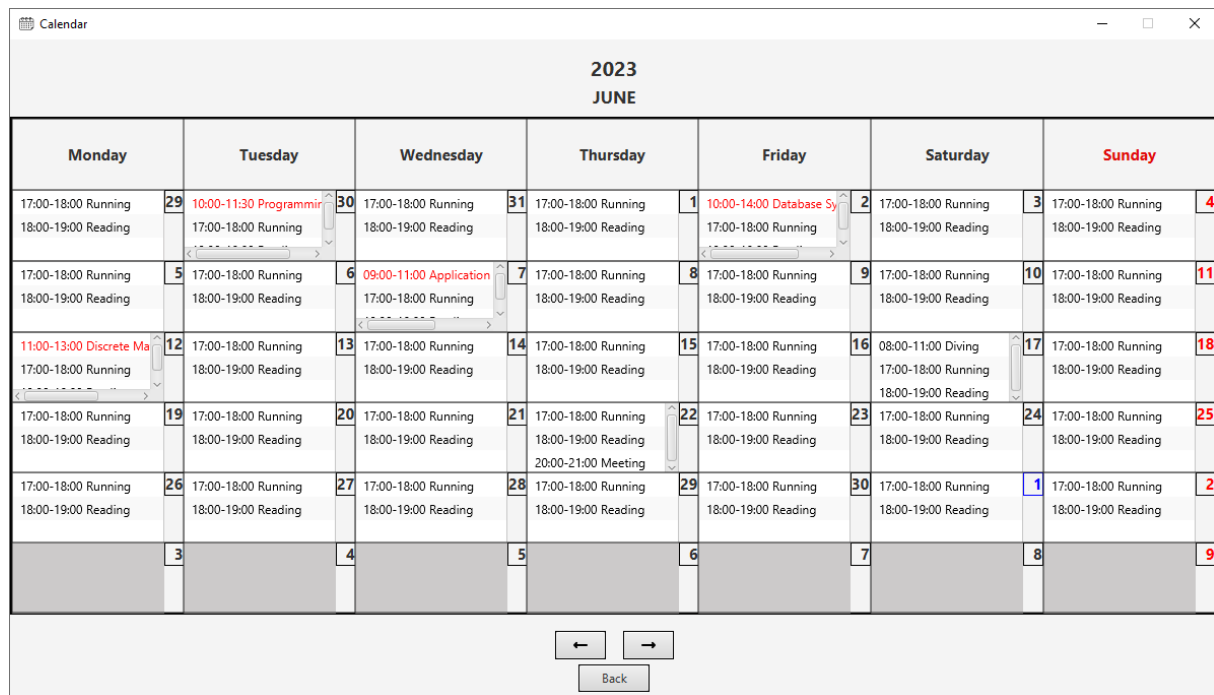 Calendar
2023
JUNE
Monday Tuesday Wednesday Thursday Friday Saturday Sunday
17:00-18:00 Running 29 10:00-11:30 30 17:00-18:00 Running 31 17:00-18:00 Running 1 10:00-14:00 Database 2 17:00-18:00 Running 3 17:00-18:00 Running 4
18:00-19:00 Reading 17:00-18:00 Running 18:00-19:00 Reading 18:00-19:00 Reading 17:00-18:00 Running 18:00-19:00 Reading 18:00-19:00 Reading
17:00-18:00 Running 5 17:00-18:00 Running 6 09:00-11:00 Application 7 17:00-18:00 Running 8 17:00-18:00 Running 9 17:00-18:00 Running 10 17:00-18:00 Running 11
18:00-19:00 Reading 18:00-19:00 Reading 17:00-18:00 Running 18:00-19:00 Reading 18:00-19:00 Reading 18:00-19:00 Reading 18:00-19:00 Reading
11:00-13:00 Discrete Ma 12 17:00-18:00 Running 13 17:00-18:00 Running 14 17:00-18:00 Running 15 17:00-18:00 Running 16 08:00-11:00 Diving 17 17:00-18:00 Running 18
17:00-18:00 Running 18:00-19:00 Reading 18:00-19:00 Reading 18:00-19:00 Reading 18:00-19:00 Reading 17:00-18:00 Running 18:00-19:00 Reading
18:00-19:00 Reading
17:00-18:00 Running 19 17:00-18:00 Running 20 17:00-18:00 Running 21 17:00-18:00 Running 22 17:00-18:00 Running 23 17:00-18:00 Running 24 17:00-18:00 Running 25
18:00-19:00 Reading 18:00-19:00 Reading 18:00-19:00 Reading 18:00-19:00 Reading 18:00-19:00 Reading 18:00-19:00 Reading 18:00-19:00 Reading
20:00-21:00 Meeting
17:00-18:00 Running 26 17:00-18:00 Running 27 17:00-18:00 Running 28 17:00-18:00 Running 29 17:00-18:00 Running 30 17:00-18:00 Running 1 17:00-18:00 Running 2
18:00-19:00 Reading 18:00-19:00 Reading 18:00-19:00 Reading 18:00-19:00 Reading 18:00-19:00 Reading 18:00-19:00 Reading 18:00-19:00 Reading
3 4 5 6 7 8 9
Back